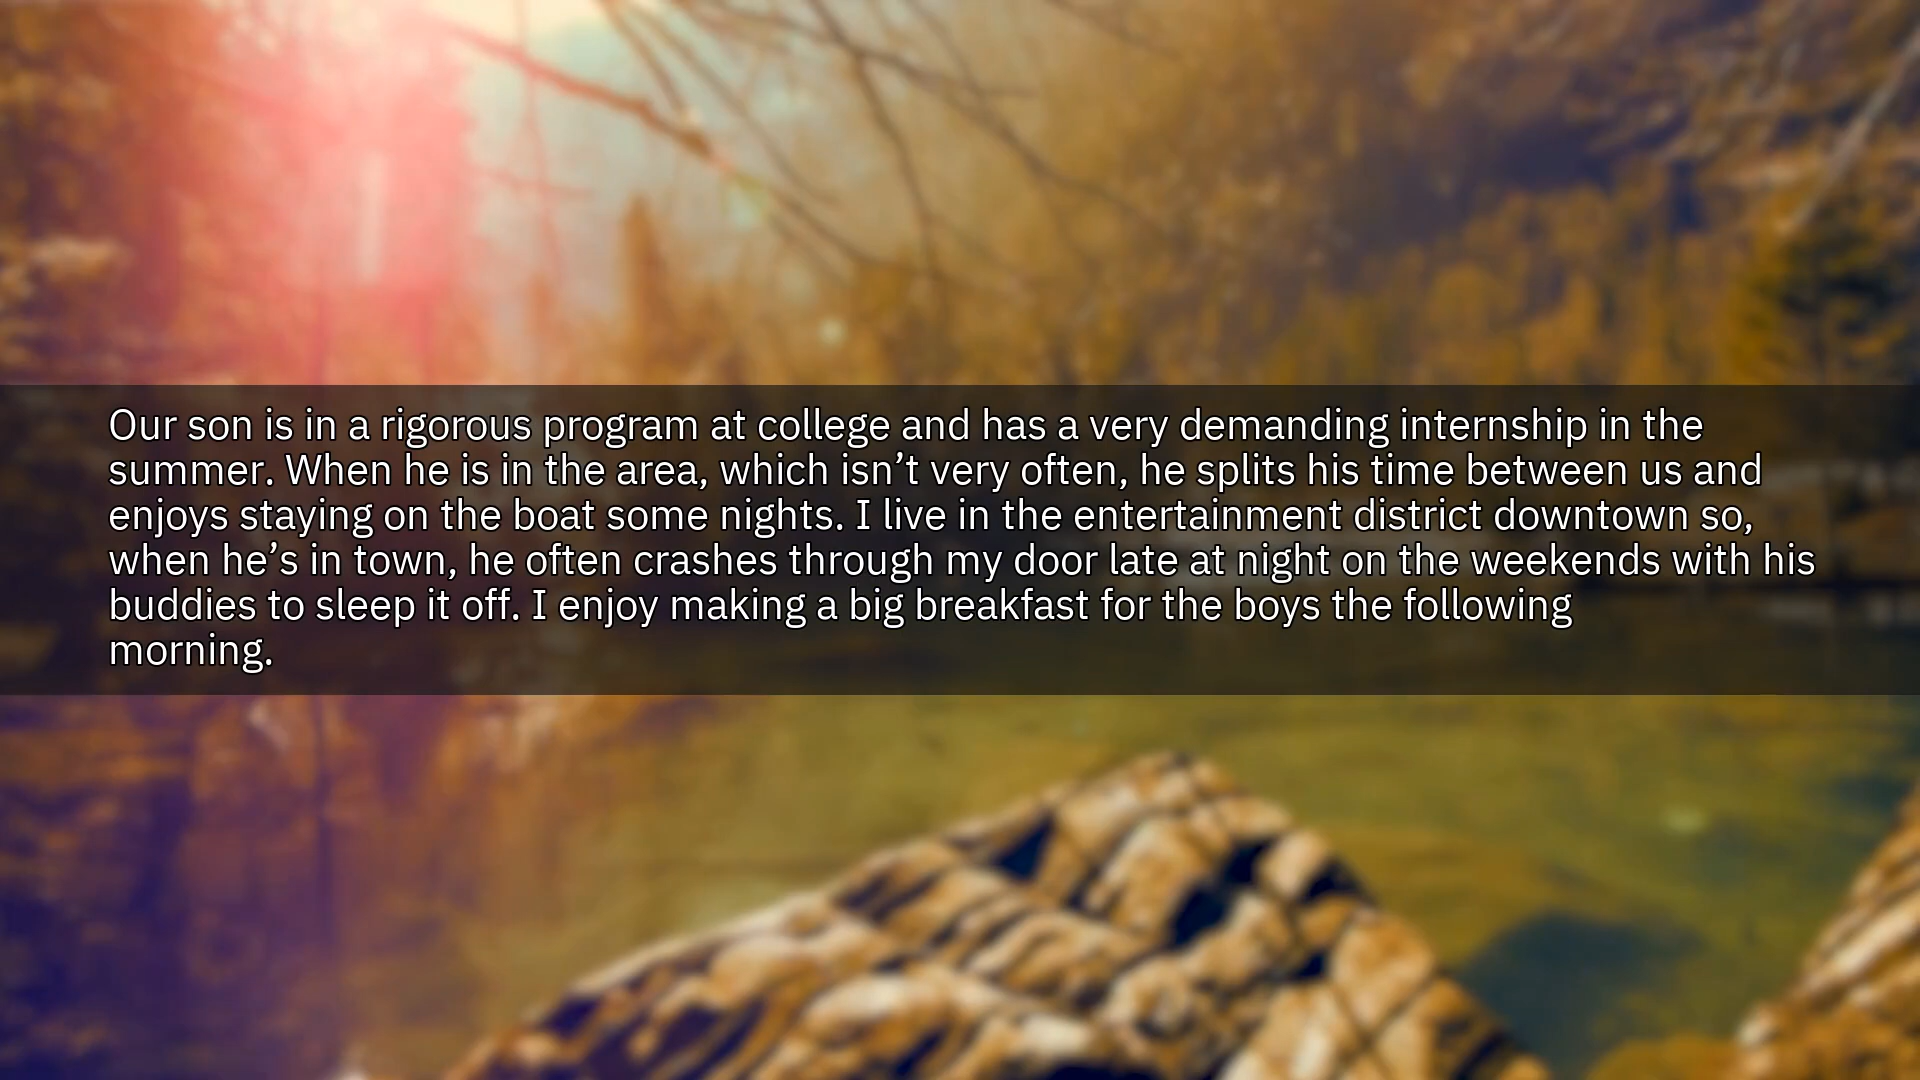 Our son is in a rigorous program at college and has a very demanding internship in the
summer. When he is in the area, which isn’t very often, he splits his time between us and
enjoys staying on the boat some nights. I live in the entertainment district downtown so,
when he’s in town, he often crashes through my door late at night on the weekends with his
buddies to sleep it off. I enjoy making a big breakfast for the boys the following
morning.